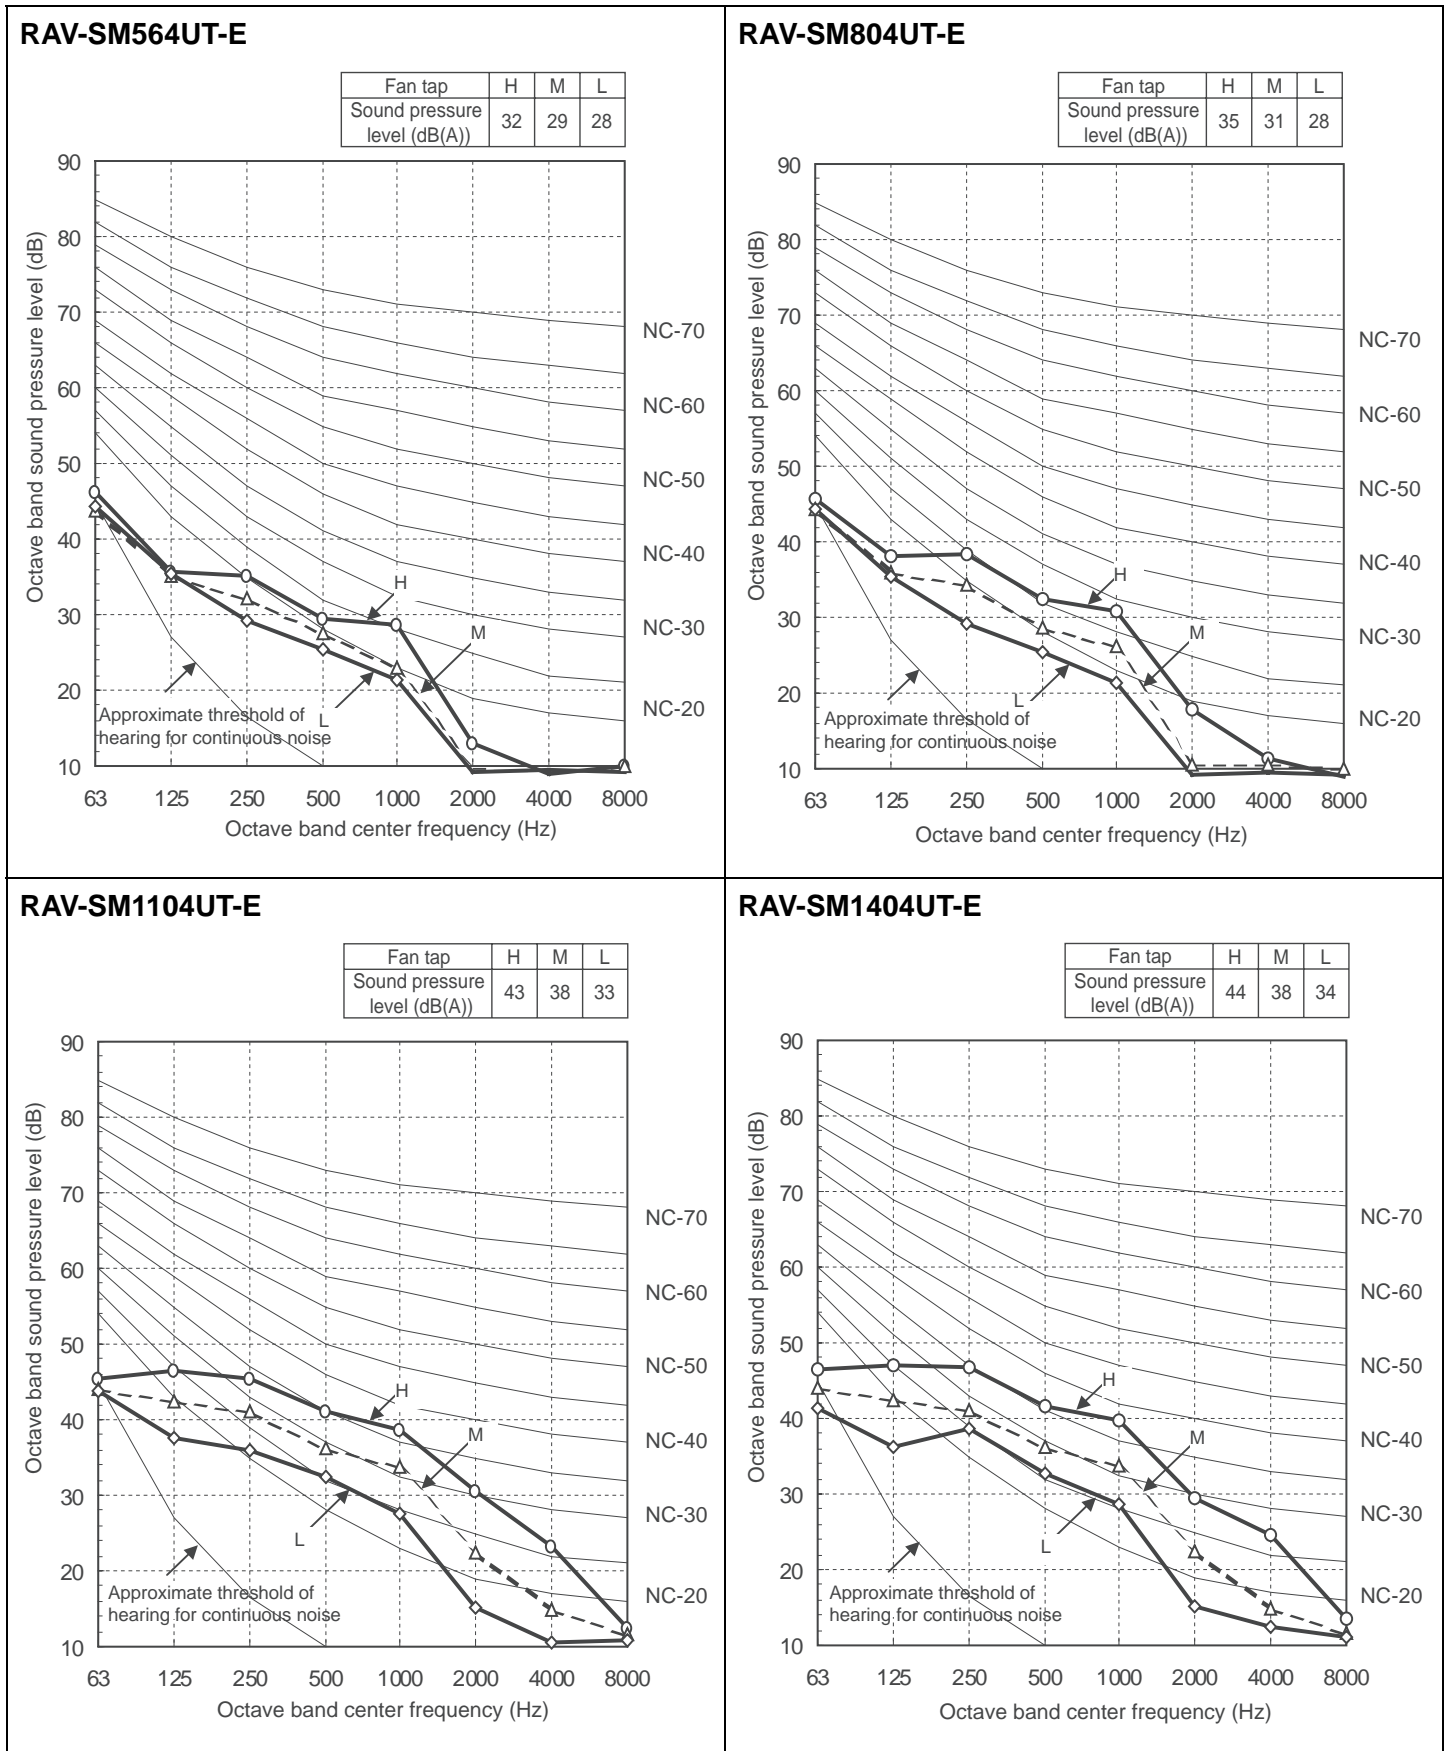 RAV-SM564UT-E
Fan tap H M L
Sound pressure level (dB(A)) 32 29 28
Octave band sound pressure level (dB)
90
80
70
60
50
40
30
20
10
NC-70
NC-60
NC-50
NC-40
NC-30
NC-20
H
M
L
Approximate threshold of
hearing for continuous noise
63 125 250 500 1000 2000 4000 8000
Octave band center frequency (Hz)
RAV-SM804UT-E
Fan tap H M L
Sound pressure level (dB(A)) 35 31 28
Octave band sound pressure level (dB)
90
80
70
60
50
40
30
20
10
NC-70
NC-60
NC-50
NC-40
NC-30
NC-20
H
M
L
Approximate threshold of
hearing for continuous noise
63 125 250 500 1000 2000 4000 8000
Octave band center frequency (Hz)
RAV-SM1104UT-E
Fan tap H M L
Sound pressure level (dB(A)) 43 38 33
Octave band sound pressure level (dB)
90
80
70
60
50
40
30
20
10
NC-70
NC-60
NC-50
NC-40
NC-30
NC-20
H
M
L
Approximate threshold of
hearing for continuous noise
63 125 250 500 1000 2000 4000 8000
Octave band center frequency (Hz)
RAV-SM1404UT-E
Fan tap H M L
Sound pressure level (dB(A)) 44 38 34
Octave band sound pressure level (dB)
90
80
70
60
50
40
30
20
10
NC-70
NC-60
NC-50
NC-40
NC-30
NC-20
H
M
L
Approximate threshold of
hearing for continuous noise
63 125 250 500 1000 2000 4000 8000
Octave band center frequency (Hz)